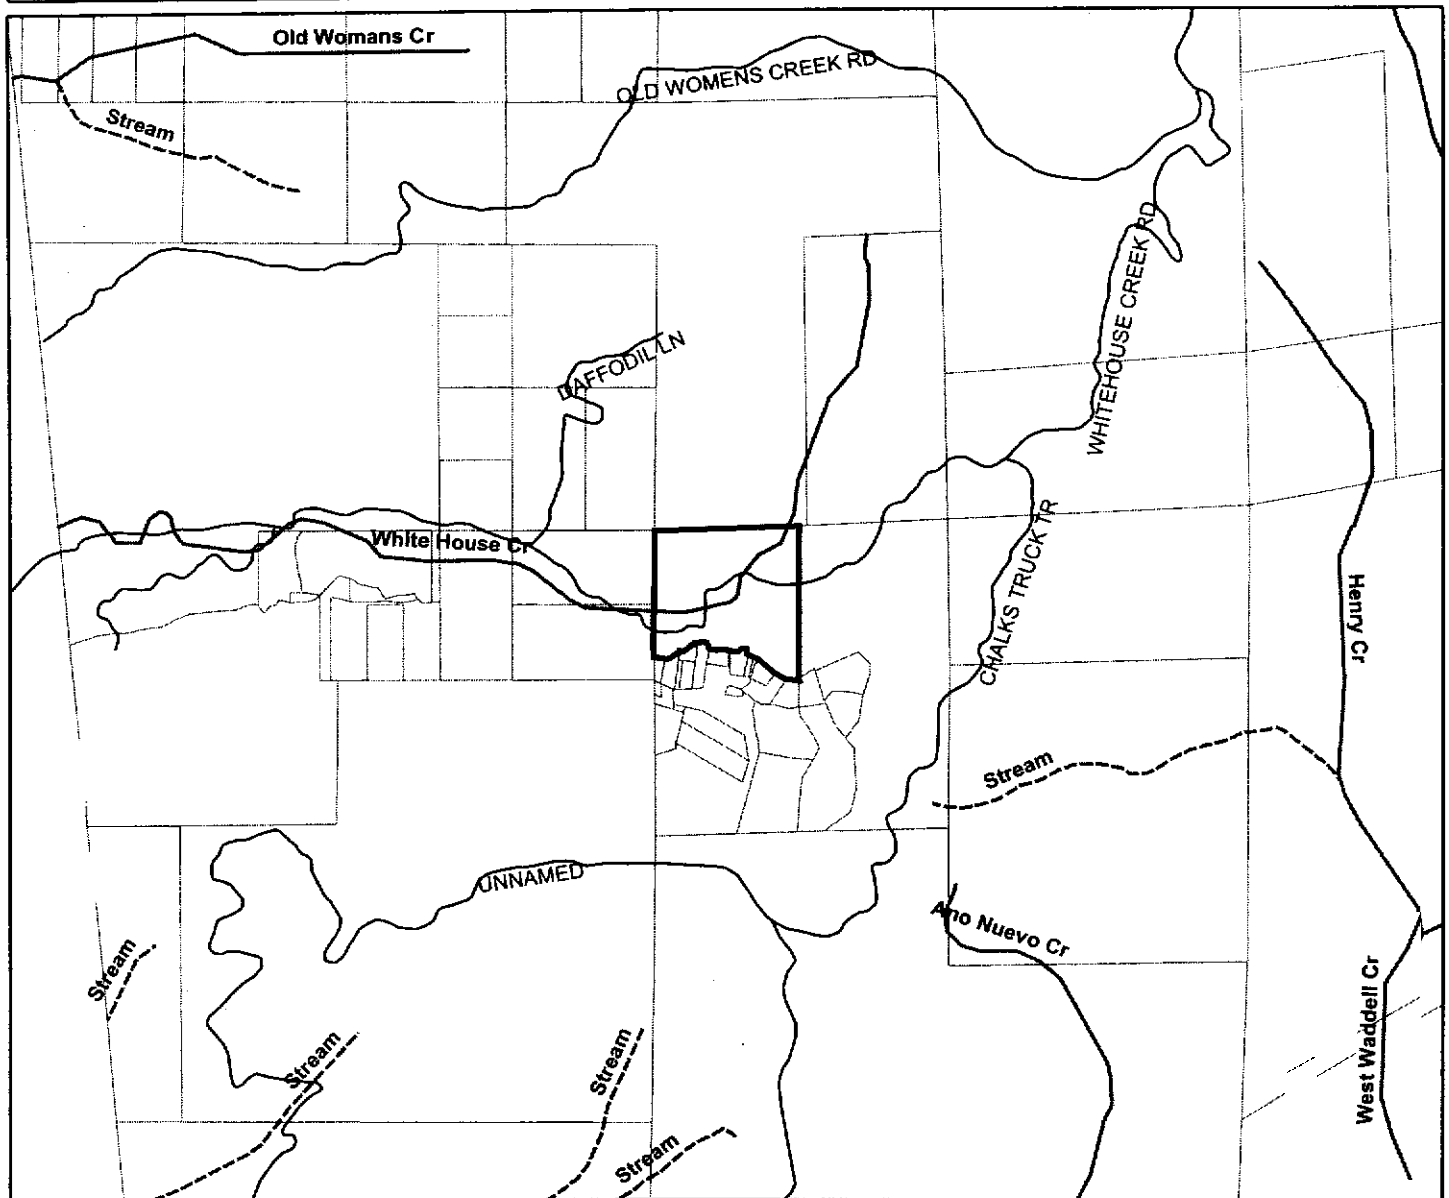 Old Womans Cr
OLD WOMENS CREEK RD
Stream
WHITEHOUSE CREEK RD
DAFFODIL LN
White House Cr
CHALKS TRUCK TR
Henry Cr
Stream
UNNAMED
Ano Nuevo Cr
Stream
West Waddell Cr
Stream
Stream
Stream